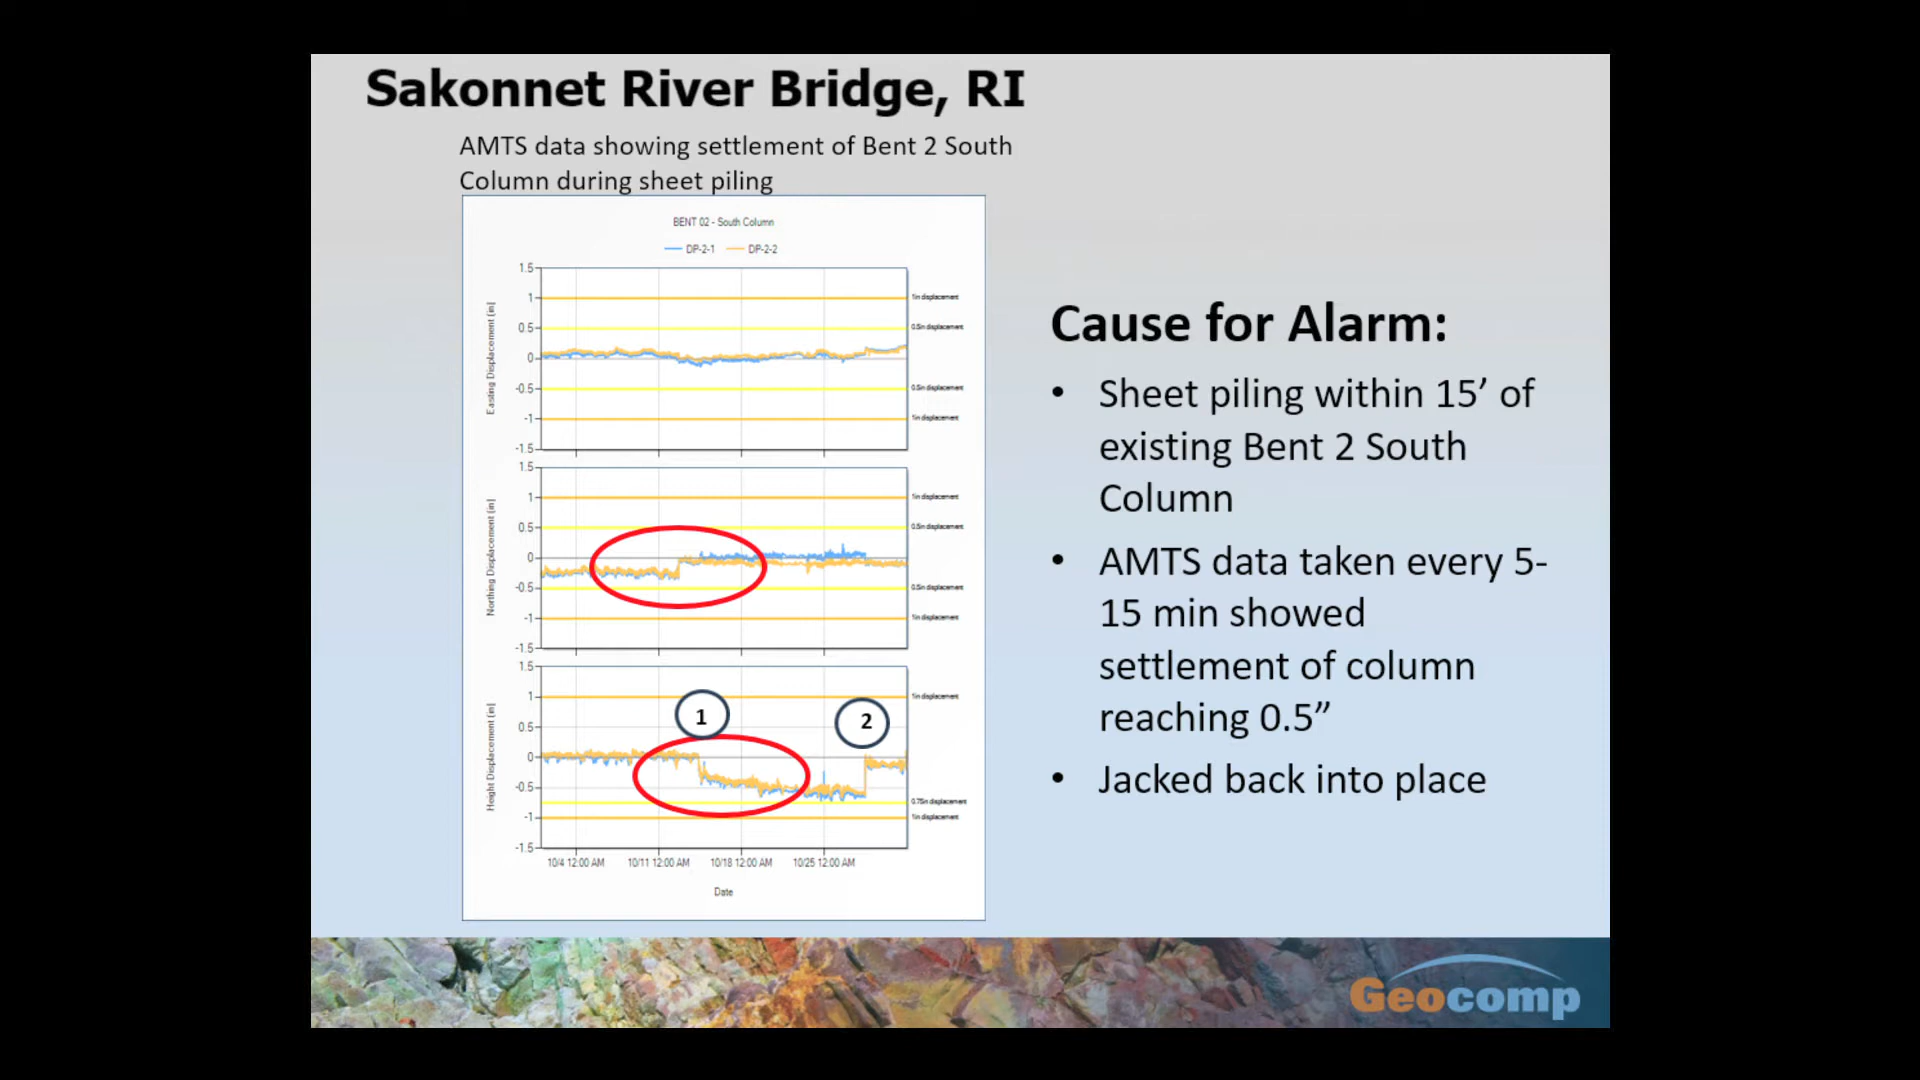 Sakonnet River Bridge, RI
AMTS data showing settlement of Bent 2 South
Column during sheet piling
BENT 02 - South Column
DP-2-1 DP-2-2
Easting Displacement [in]
1.5
1
0.5
0
-0.5
-1
-1.5
1in displacement
0.5in displacement
0.5in displacement
1in displacement
Northing Displacement [in]
1.5
1
0.5
0
-0.5
-1
-1.5
1in displacement
0.5in displacement
0.5in displacement
1in displacement
Height Displacement [in]
1.5
1
0.5
0
-0.5
-1
-1.5
1in displacement
0.75in displacement
1in displacement
1
2
10/4 12:00 AM 10/11 12:00 AM 10/18 12:00 AM 10/25 12:00 AM
Date
Cause for Alarm:
• Sheet piling within 15’ of
existing Bent 2 South
Column
• AMTS data taken every 5-
15 min showed
settlement of column
reaching 0.5”
• Jacked back into place
Geocomp